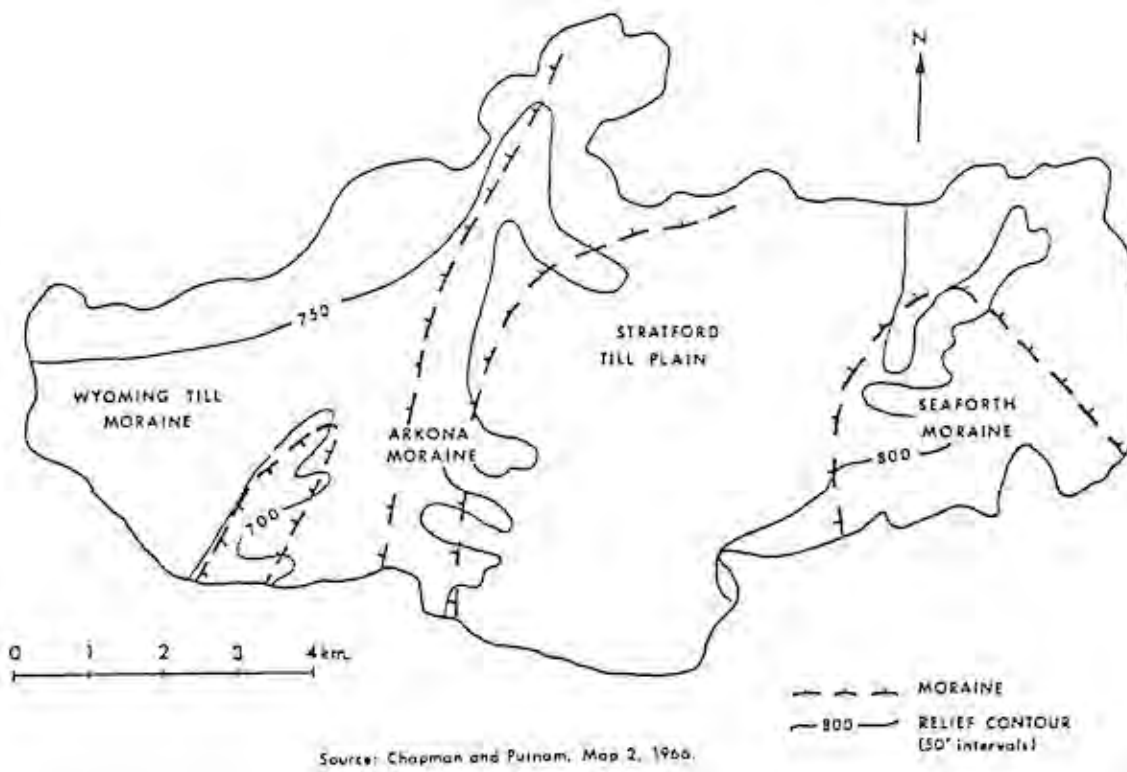 N
750
STRATFORD
TILL PLAIN
WYOMING TILL
MORAINE
SEAFORTH
MORAINE
ARKONA
MORAINE
800
700
0 1 2 3 4 km.
MORAINE
800 RELIEF CONTOUR
(50' intervals)
Source: Chapman and Putnam, Map 2, 1966.